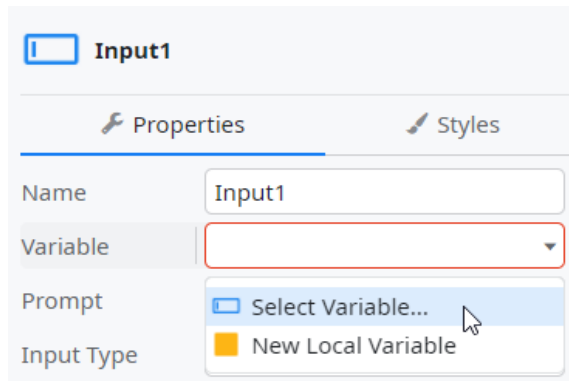 Input1
Properties Styles
Name Input1
Variable
Prompt Select Variable...
New Local Variable
Input Type